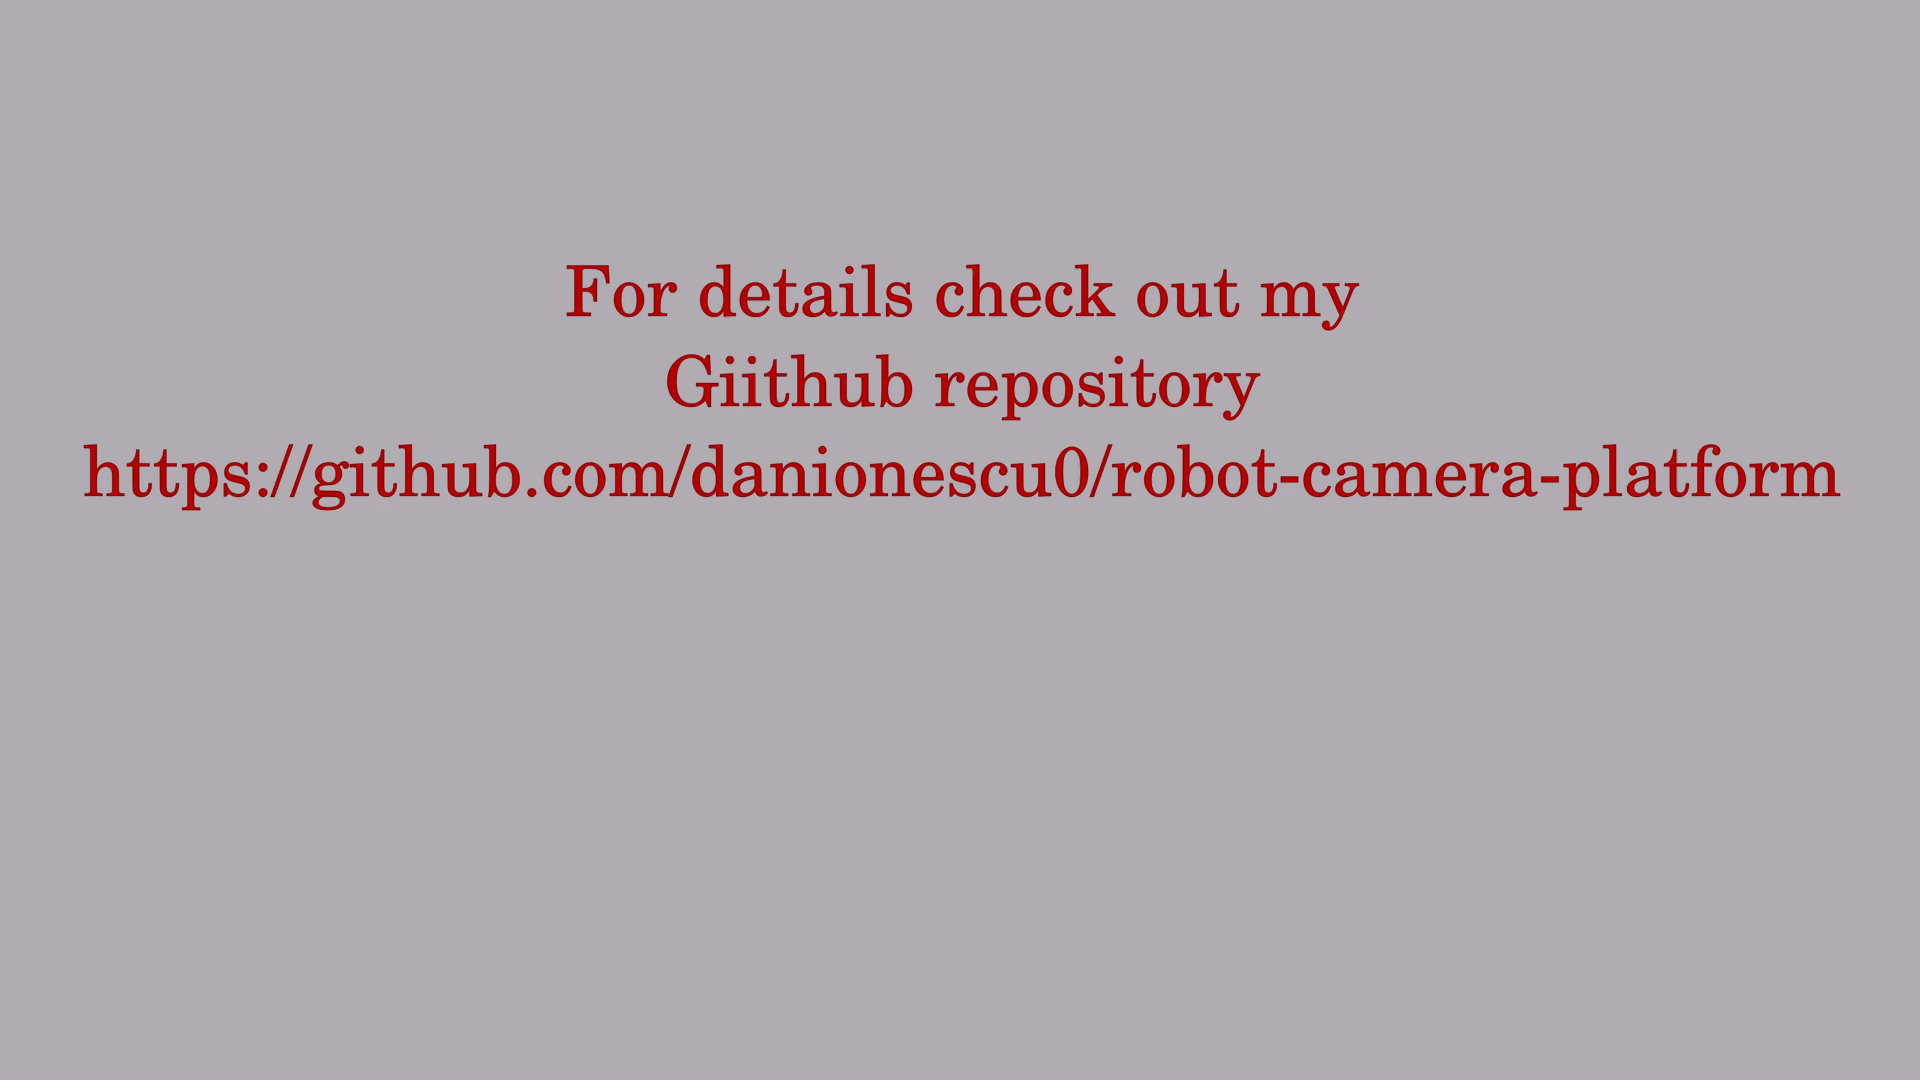 For details check out my
Giithub repository
https://github.com/danionescu0/robot-camera-platform